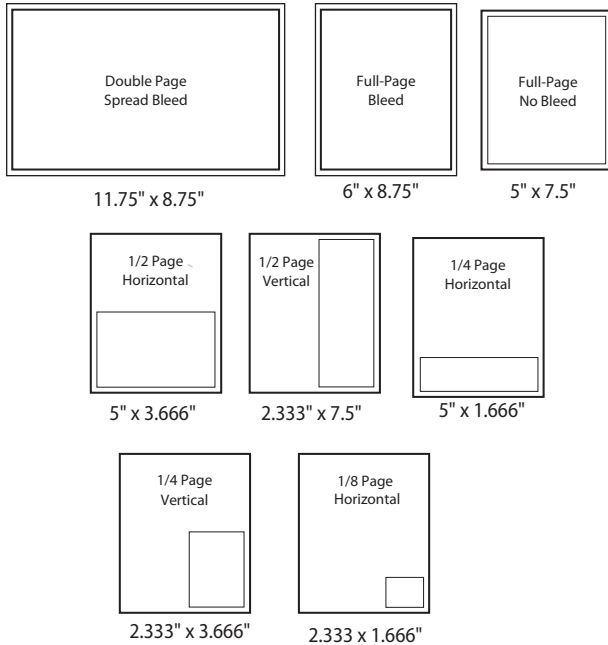 Double Page
Spread Bleed
Full-Page
Bleed
Full-Page
No Bleed
11.75" x 8.75"
6" x 8.75"
5" x 7.5"
1/2 Page
Horizontal
1/2 Page
Vertical
1/4 Page
Horizontal
5" x 3.666"
2.333" x 7.5"
5" x 1.666"
1/4 Page
Vertical
1/8 Page
Horizontal
2.333" x 3.666"
2.333 x 1.666"